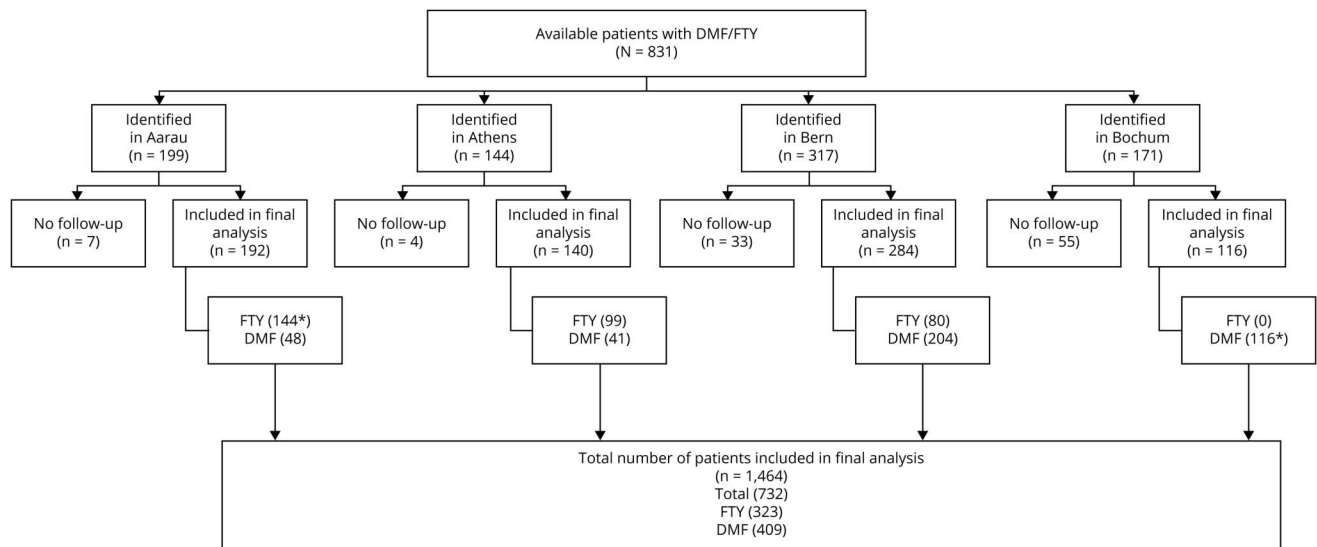 Available patients with DMF/FTY
(N = 831)
Identified
in Aarau
(n = 199)
Identified
in Athens
(n = 144)
Identified
in Bern
(n = 317)
Identified
in Bochum
(n = 171)
No follow-up
(n = 7)
Included in final
analysis
(n = 192)
No follow-up
(n = 4)
Included in final
analysis
(n = 140)
No follow-up
(n = 33)
Included in final
analysis
(n = 284)
No follow-up
(n = 55)
Included in final
analysis
(n = 116)
FTY (144*)
DMF (48)
FTY (99)
DMF (41)
FTY (80)
DMF (204)
FTY (0)
DMF (116*)
Total number of patients included in final analysis
(n = 1,464)
Total (732)
FTY (323)
DMF (409)